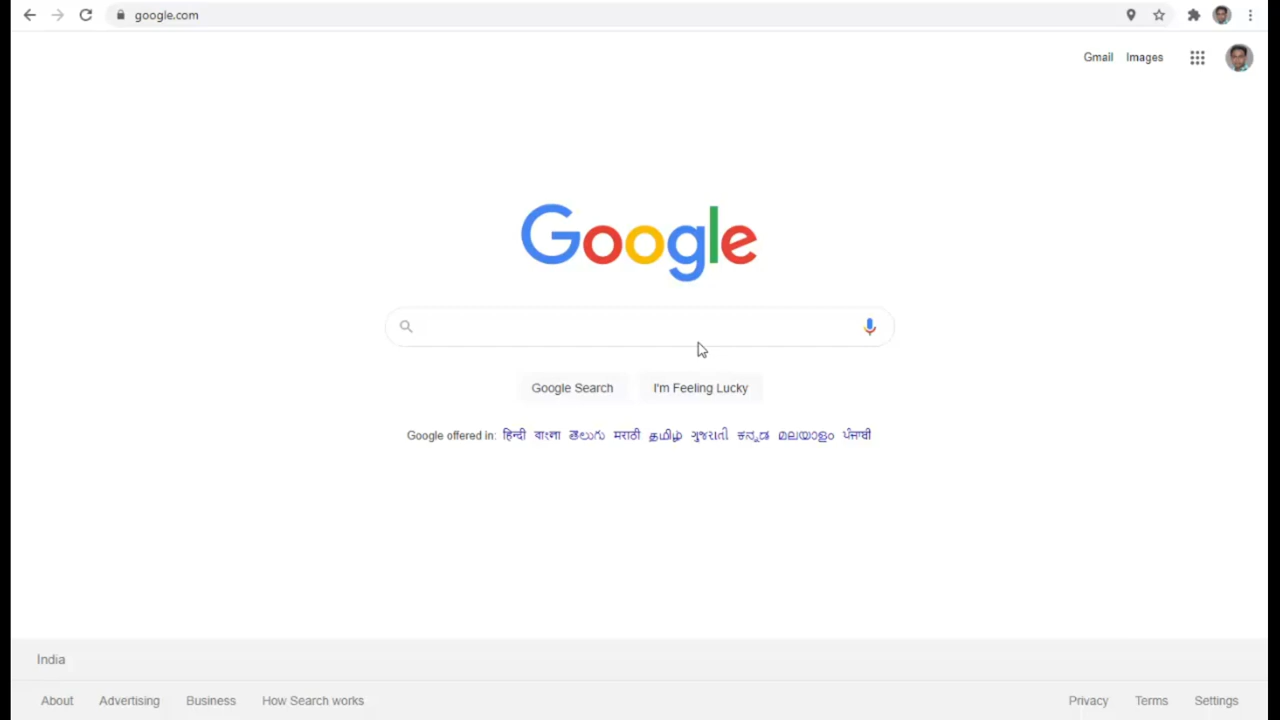 google.com
Gmail Images
Google
Google Search I'm Feeling Lucky
Google offered in: हिन्दी বাংলা తెలుగు मराठी தமிழ் ગુજરાતી ಕನ್ನಡ മലയാളം ਪੰਜਾਬੀ
India
About Advertising Business How Search works Privacy Terms Settings